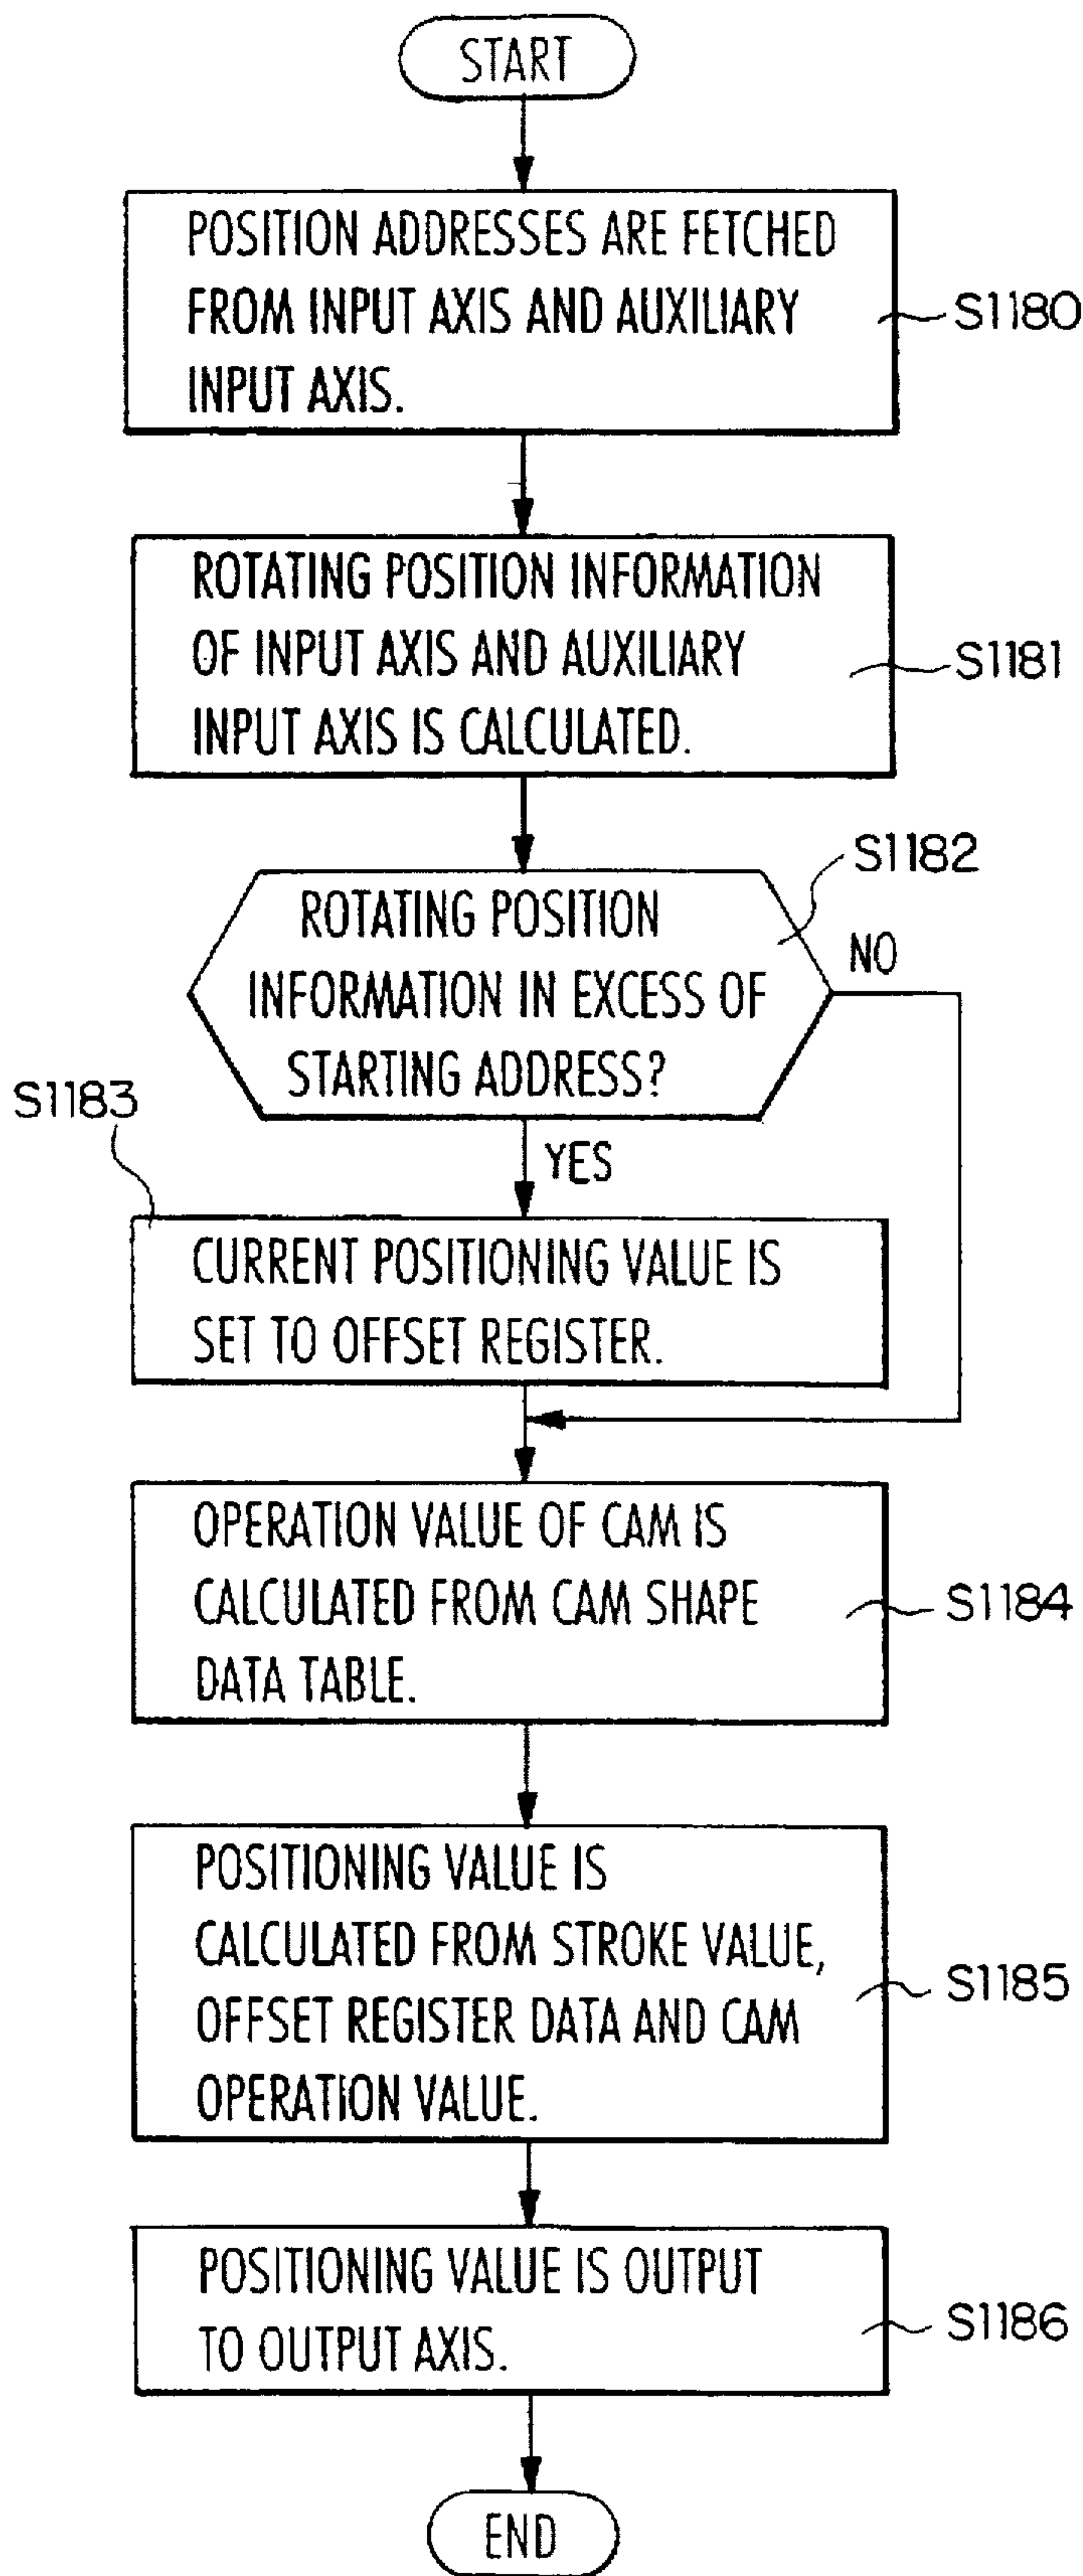 START
POSITION ADDRESSES ARE FETCHED
FROM INPUT AXIS AND AUXILIARY
INPUT AXIS.
S1180
ROTATING POSITION INFORMATION
OF INPUT AXIS AND AUXILIARY
INPUT AXIS IS CALCULATED.
S1181
S1182
ROTATING POSITION
INFORMATION IN EXCESS OF
STARTING ADDRESS?
NO
YES
S1183
CURRENT POSITIONING VALUE IS
SET TO OFFSET REGISTER.
OPERATION VALUE OF CAM IS
CALCULATED FROM CAM SHAPE
DATA TABLE.
S1184
POSITIONING VALUE IS
CALCULATED FROM STROKE VALUE,
OFFSET REGISTER DATA AND CAM
OPERATION VALUE.
S1185
POSITIONING VALUE IS OUTPUT
TO OUTPUT AXIS.
S1186
END